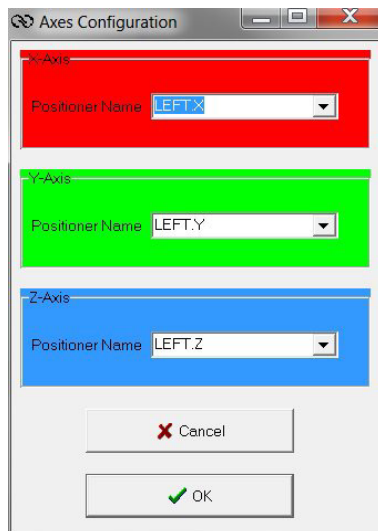 Axes Configuration
X-Axis
Positioner Name LEFT.X
Y-Axis
Positioner Name LEFT.Y
Z-Axis
Positioner Name LEFT.Z
Cancel
OK